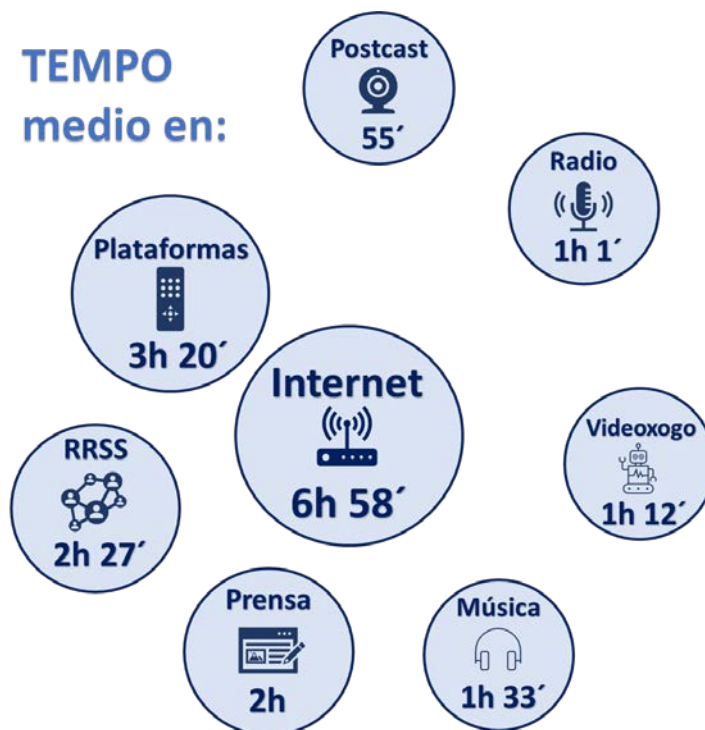 TEMPO
medio en:
Postcast
55´
Radio
1h 1´
Plataformas
3h 20´
Internet
6h 58´
Videoxogo
1h 12´
RRSS
2h 27´
Prensa
2h
Música
1h 33´